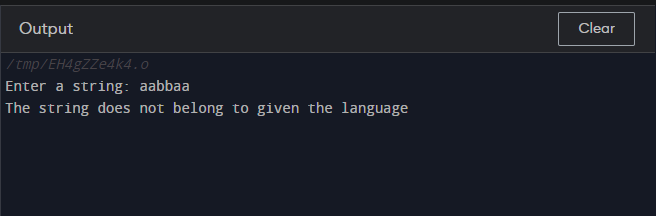 Output
Clear
/tmp/EH4gZZe4k4.o
Enter a string: aabbaa
The string does not belong to given the language